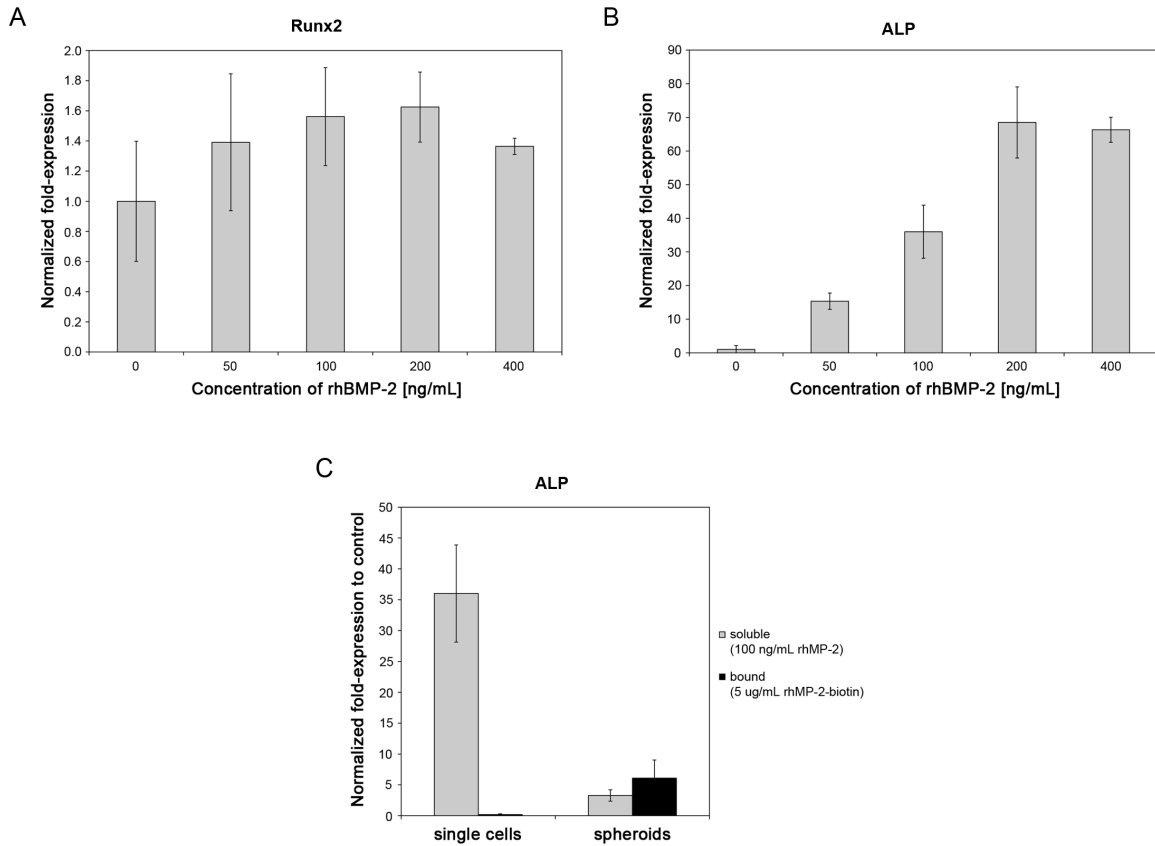 A
Runx2
Normalized fold-expression
2.0
1.8
1.6
1.4
1.2
1.0
0.8
0.6
0.4
0.2
0.0
0 50 100 200 400
Concentration of rhBMP-2 [ng/mL]
B
ALP
Normalized fold-expression
90
80
70
60
50
40
30
20
10
0
0 50 100 200 400
Concentration of rhBMP-2 [ng/mL]
C
ALP
Normalized fold-expression to control
50
45
40
35
30
25
20
15
10
5
0
single cells spheroids
soluble
(100 ng/mL rhMP-2)
bound
(5 ug/mL rhMP-2-biotin)